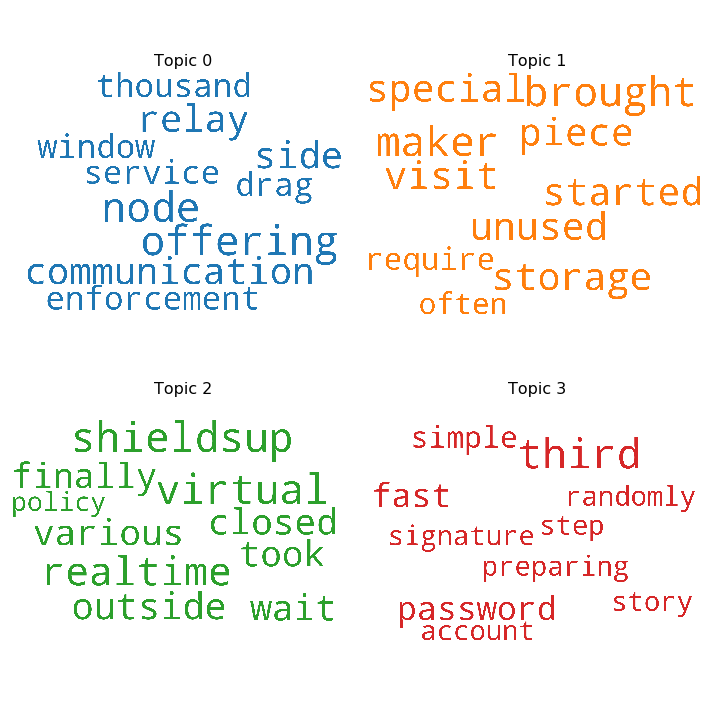 Topic 0
thousand
relay
window
side
service
drag
node
offering
communication
enforcement
Topic 1
special brought
piece
maker
visit
started
unused
require
storage
often
Topic 2
shieldsup
finally
virtual
policy
various closed
took
realtime
outside wait
Topic 3
simple
third
fast
randomly
signature step
preparing
password story
account